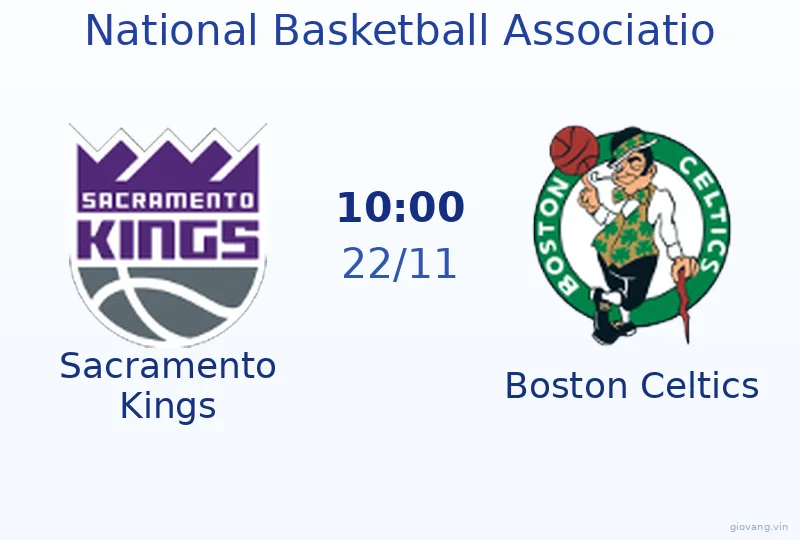 National Basketball Associatio
SACRAMENTO
KINGS
10:00
22/11
BOSTON CELTICS
Sacramento
Kings
Boston Celtics
giovang.vin